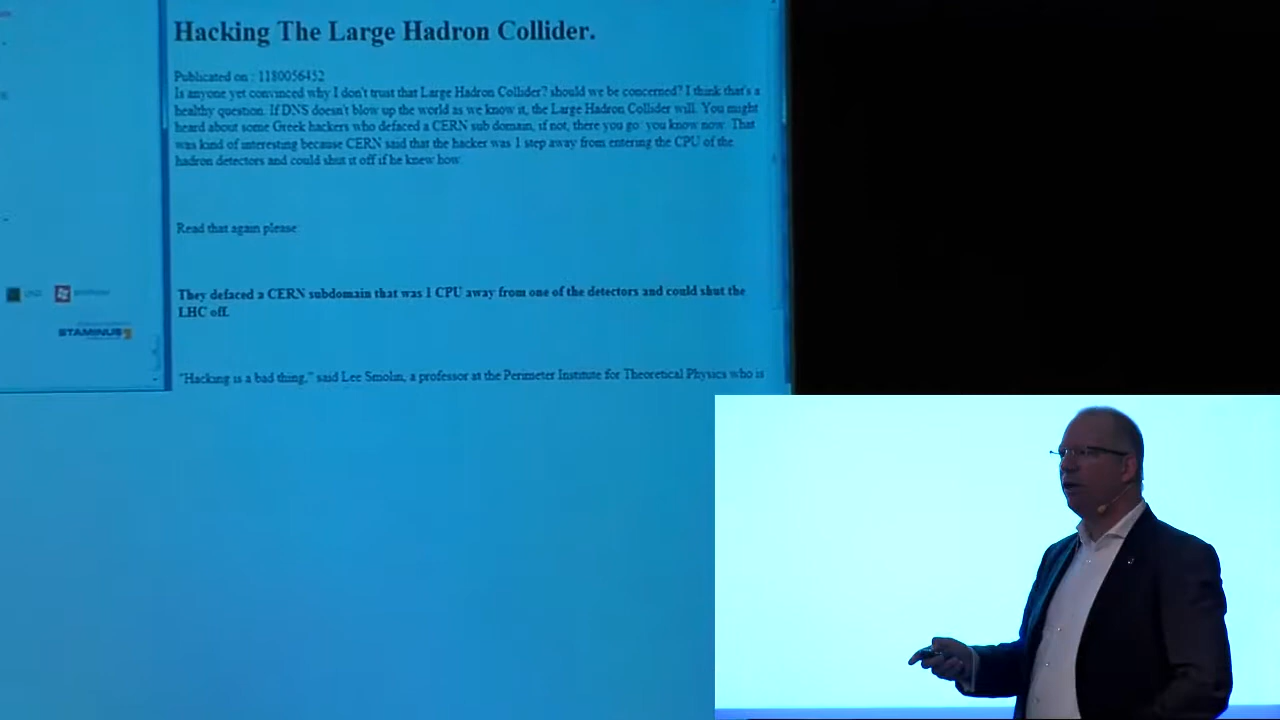 Hacking The Large Hadron Collider.
Publicated on : 1180056452
Is anyone yet convinced why I don't trust that Large Hadron Collider? should we be concerned? I think that's a
healthy question. If DNS doesn't blow up the world as we know it, the Large Hadron Collider will. You might
heard about some Greek hackers who defaced a CERN sub domain, if not, there you go: you know now. That
was kind of interesting because CERN said that the hacker was 1 step away from entering the CPU of the
hadron detectors and could shut it off if he knew how.
Read that again please:
They defaced a CERN subdomain that was 1 CPU away from one of the detectors and could shut the
LHC off.
"Hacking is a bad thing," said Lee Smolin, a professor at the Perimeter Institute for Theoretical Physics who is
STAMINUS